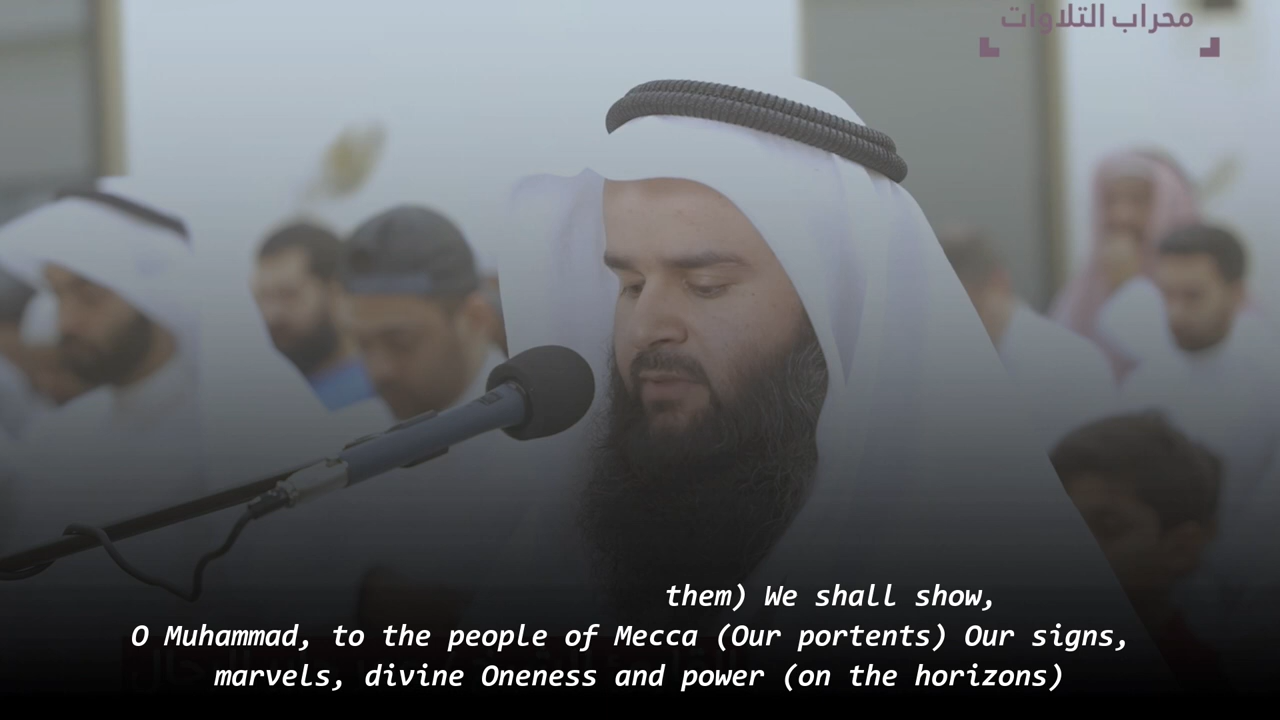 محراب التلاوات
them) We shall show,
O Muhammad, to the people of Mecca (Our portents) Our signs,
marvels, divine Oneness and power (on the horizons)